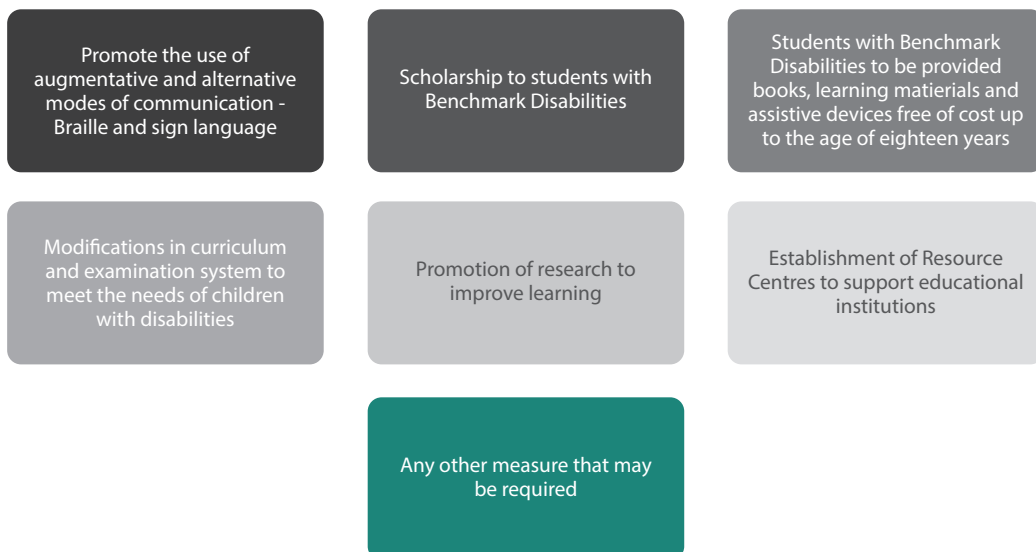 Promote the use of
augmentative and alternative
modes of communication -
Braille and sign language
Scholarship to students with
Benchmark Disabilities
Students with Benchmark
Disabilities to be provided
books, learning matierials and
assistive devices free of cost up
to the age of eighteen years
Modifications in curriculum
and examination system to
meet the needs of children
with disabilities
Promotion of research to
improve learning
Establishment of Resource
Centres to support educational
institutions
Any other measure that may
be required